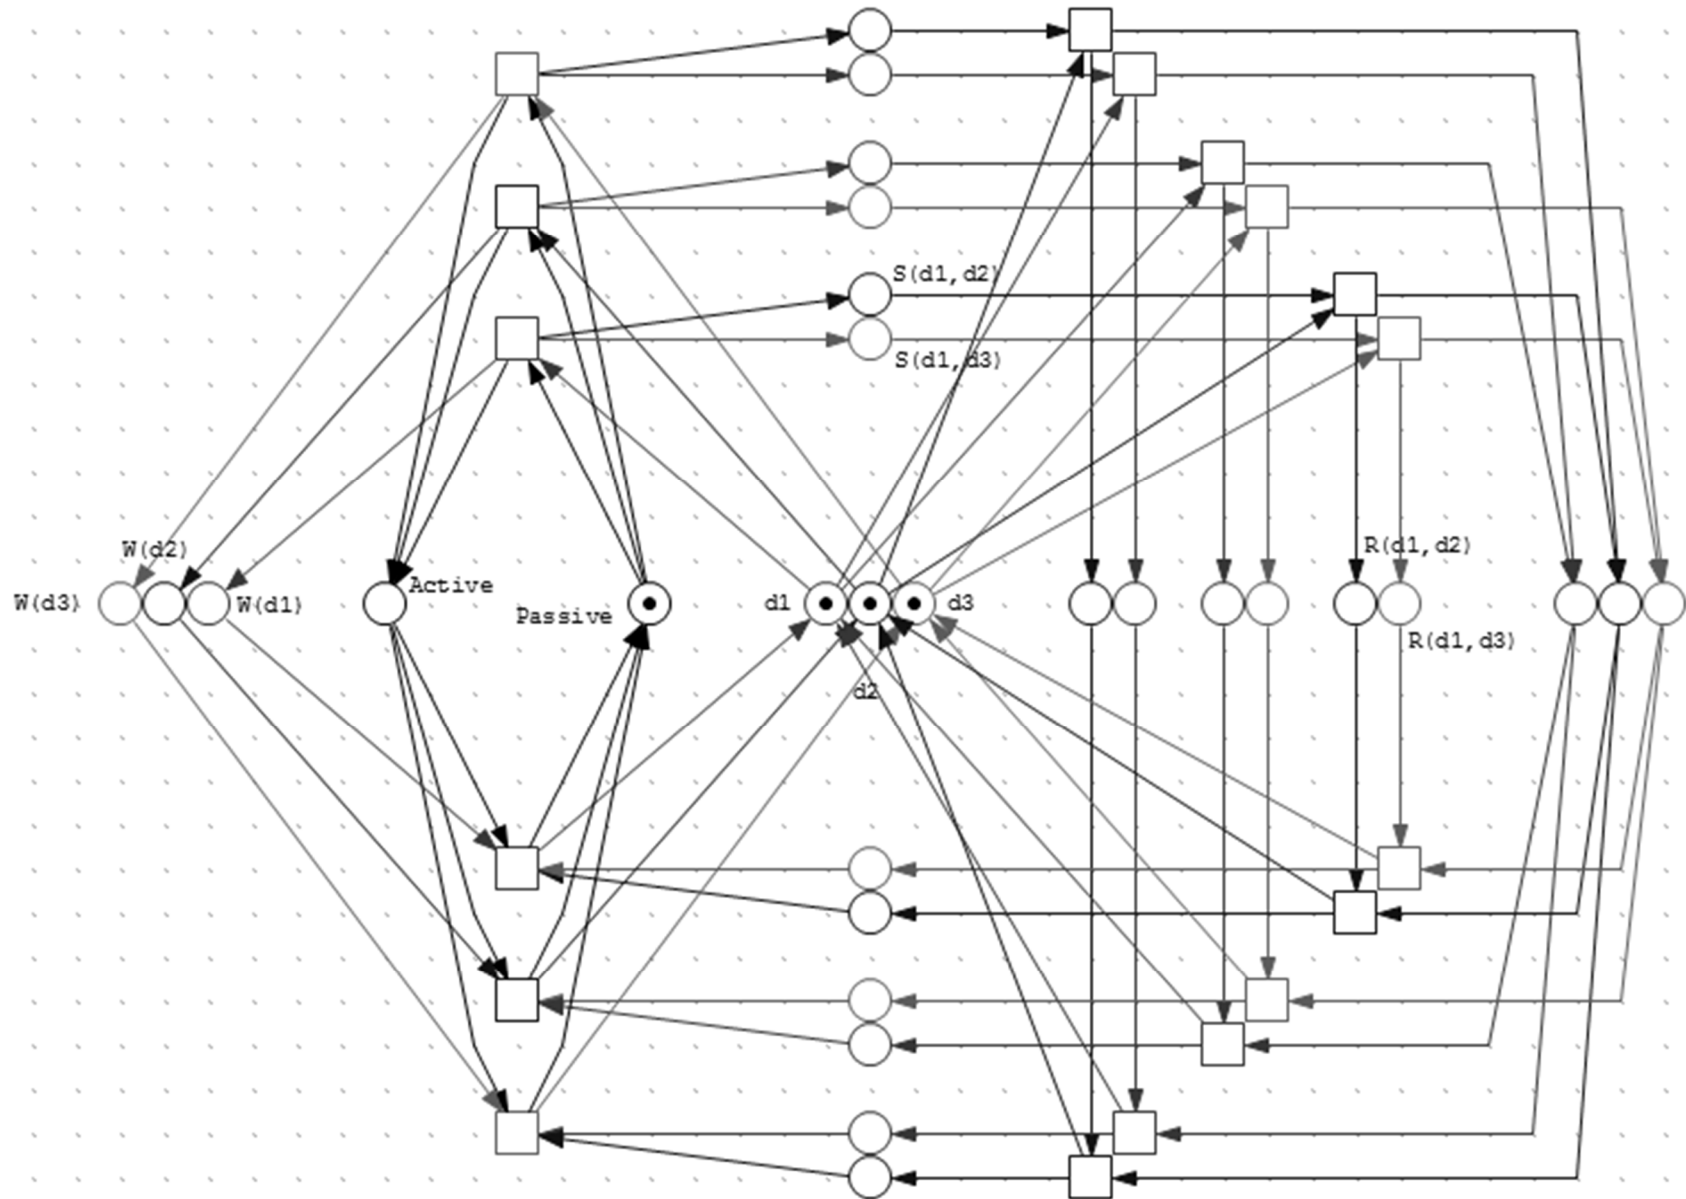 S(d1,d2)
S(d1,d3)
W(d2)
R(d1,d2)
Active
W(d3)
W(d1)
Passive
d1
d3
R(d1,d3)
d2